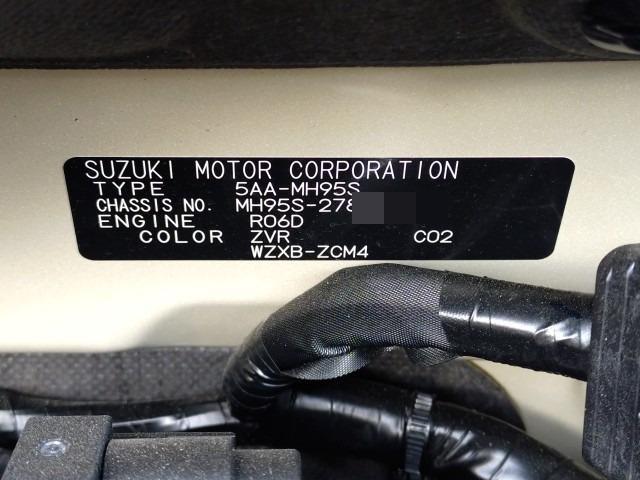 SUZUKI MOTOR CORPORATION
TYPE 5AA-MH95S
CHASSIS NO. MH95S-278
ENGINE R06D
COLOR ZVR C02
WZXB-ZCM4